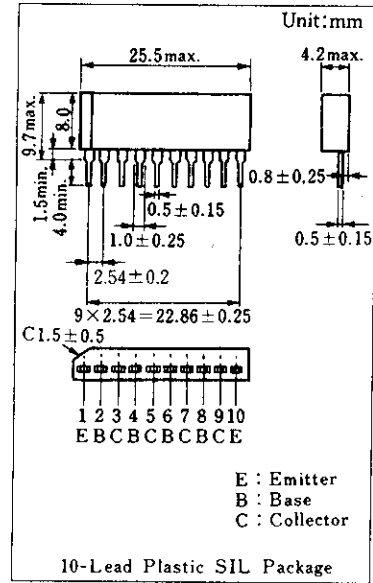 Unit:mm
25.5max.
4.2max.
9.7max.
8.0
1.5min.
4.0min.
0.8±0.25
0.5±0.15
0.5±0.15
1.0±0.25
2.54±0.2
9×2.54=22.86±0.25
C1.5±0.5
1 2 3 4 5 6 7 8 9 10
E B C B C B C B C E
E : Emitter
B : Base
C : Collector
10-Lead Plastic SIL Package